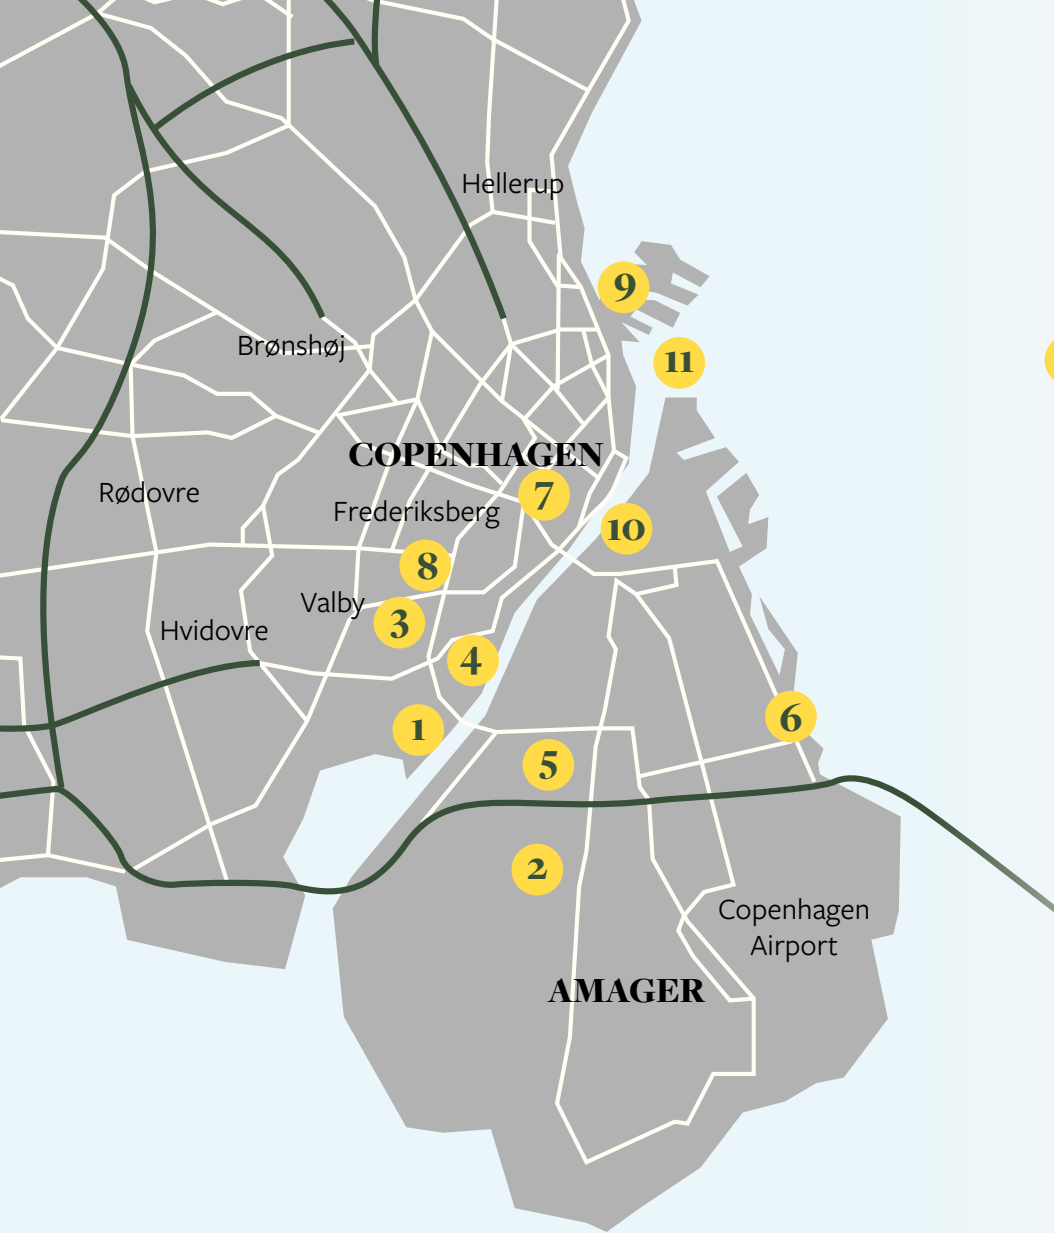 Hellerup
9
Brønshøj
11
COPENHAGEN
Rødovre
7
Frederiksberg
10
8
Valby
3
Hvidovre
4
6
1
5
2
Copenhagen
Airport
AMAGER